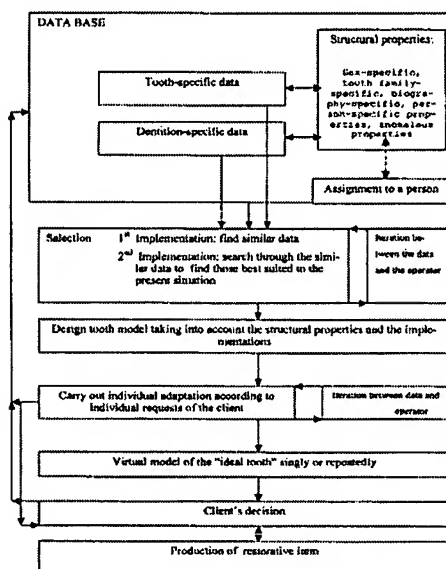 DATA BASE
Structural properties:
Sex-specific,
tooth family-
specific, biogra-
phy-specific, per-
son-specific prop-
erties, anomalous
properties
Tooth-specific data
Dentition-specific data
Assignment to a person
Selection 1st Implementation: find similar data
2nd Implementation: search through the simi-
lar data to find those best suited to the
present situation
Iteration be-
tween the data
and the operator
Design tooth model taking into account the structural properties and the imple-
mentations
Carry out individual adaptation according to
individual requests of the client
Iteration between data and
operator
Virtual model of the "ideal tooth" singly or repeatedly
Client's decision
Production of restorative item